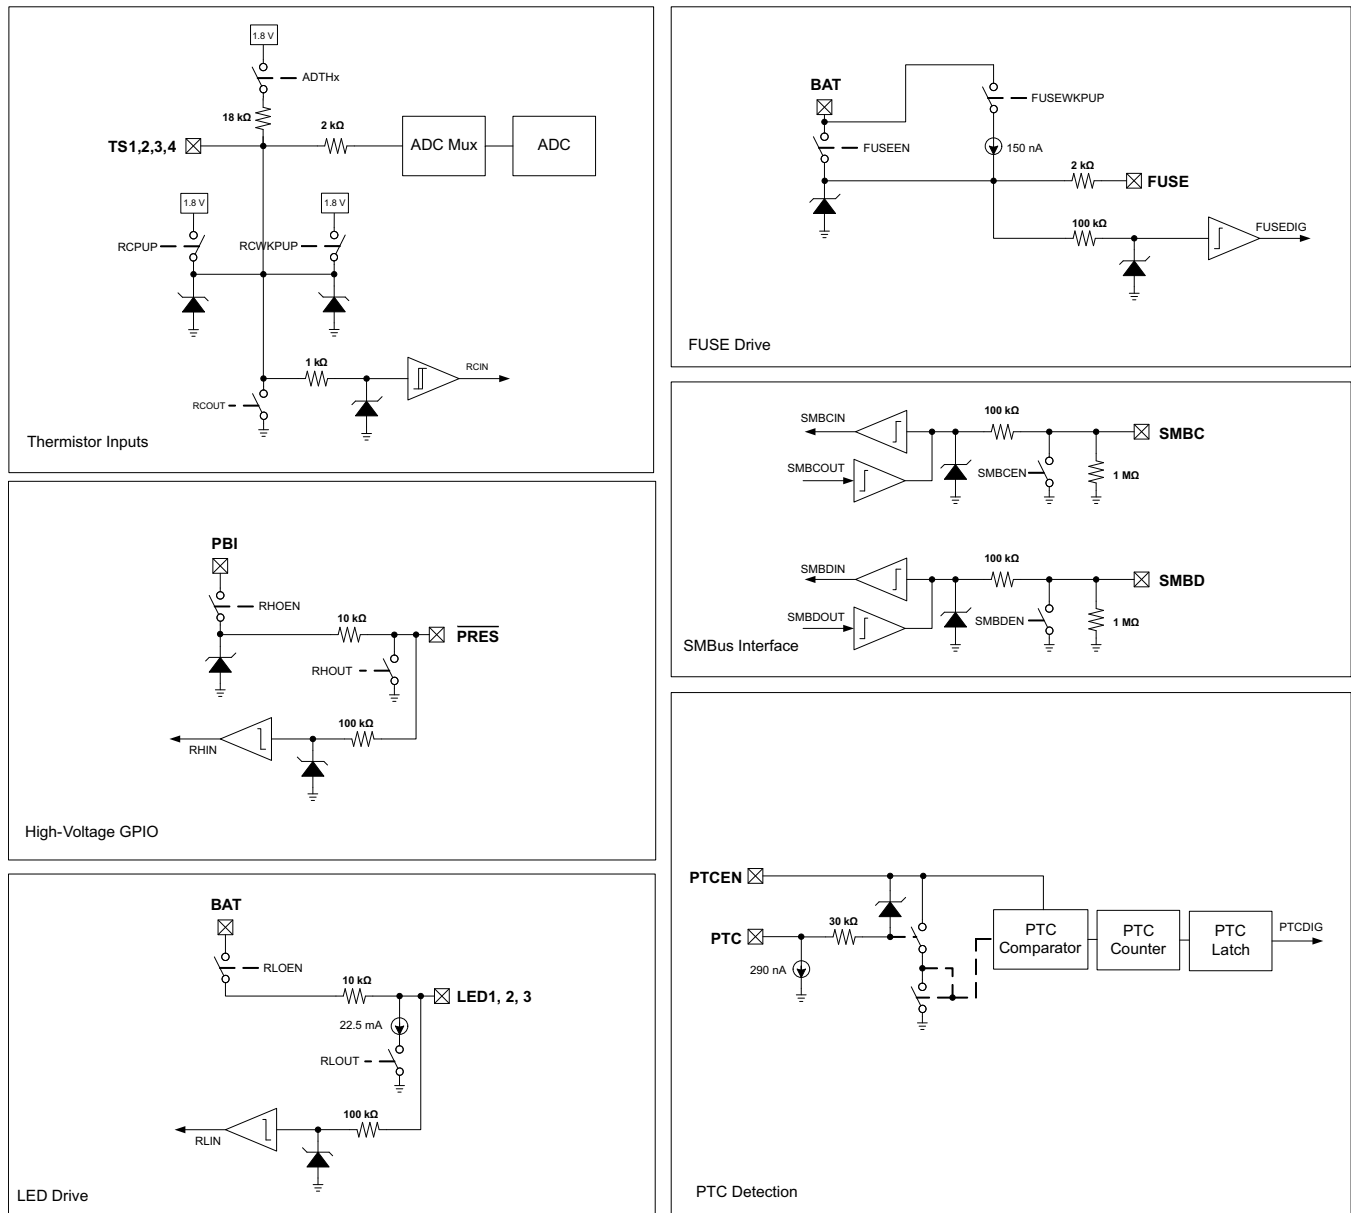 1.8 V
ADTHx
18 kΩ
2 kΩ
TS1,2,3,4
ADC Mux
ADC
1.8 V
1.8 V
RCPUP
RCWKPUP
1 kΩ
RCIN
RCOUT
Thermistor Inputs
BAT
FUSEWKPUP
FUSEEN
150 nA
2 kΩ
FUSE
100 kΩ
FUSEDIG
FUSE Drive
SMBCIN
100 kΩ
SMBC
SMBCOUT
SMBCEN
1 MΩ
SMBDIN
100 kΩ
SMBD
SMBDOUT
SMBDEN
1 MΩ
SMBus Interface
PBI
RHOEN
10 kΩ
PRES
RHOUT
100 kΩ
RHIN
High-Voltage GPIO
BAT
RLOEN
10 kΩ
LED1, 2, 3
22.5 mA
RLOUT
100 kΩ
RLIN
LED Drive
PTCEN
30 kΩ
PTC
290 nA
PTC
Comparator
PTC
Counter
PTC
Latch
PTCDIG
PTC Detection